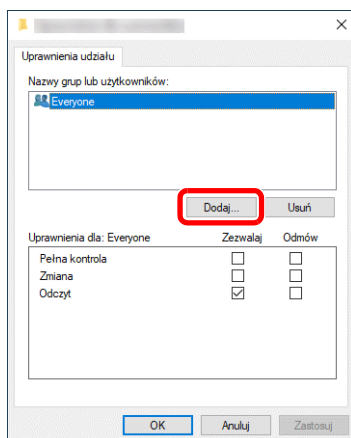 Uprawnienia udziału
Nazwy grup lub użytkowników:
Everyone
Dodaj... Usuń
Uprawnienia dla: Everyone Zezwalaj Odmów
Pełna kontrola
Zmiana
Odczyt
OK Anuluj Zastosuj